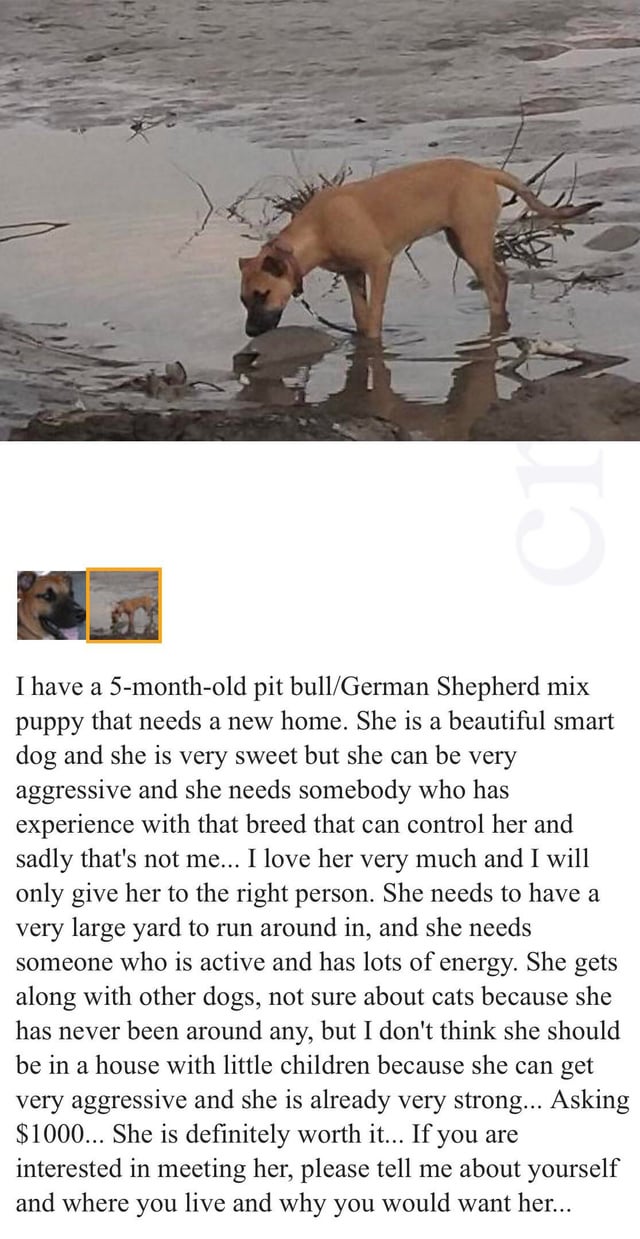 cr
I have a 5-month-old pit bull/German Shepherd mix
puppy that needs a new home. She is a beautiful smart
dog and she is very sweet but she can be very
aggressive and she needs somebody who has
experience with that breed that can control her and
sadly that's not me... I love her very much and I will
only give her to the right person. She needs to have a
very large yard to run around in, and she needs
someone who is active and has lots of energy. She gets
along with other dogs, not sure about cats because she
has never been around any, but I don't think she should
be in a house with little children because she can get
very aggressive and she is already very strong... Asking
$1000... She is definitely worth it... If you are
interested in meeting her, please tell me about yourself
and where you live and why you would want her...